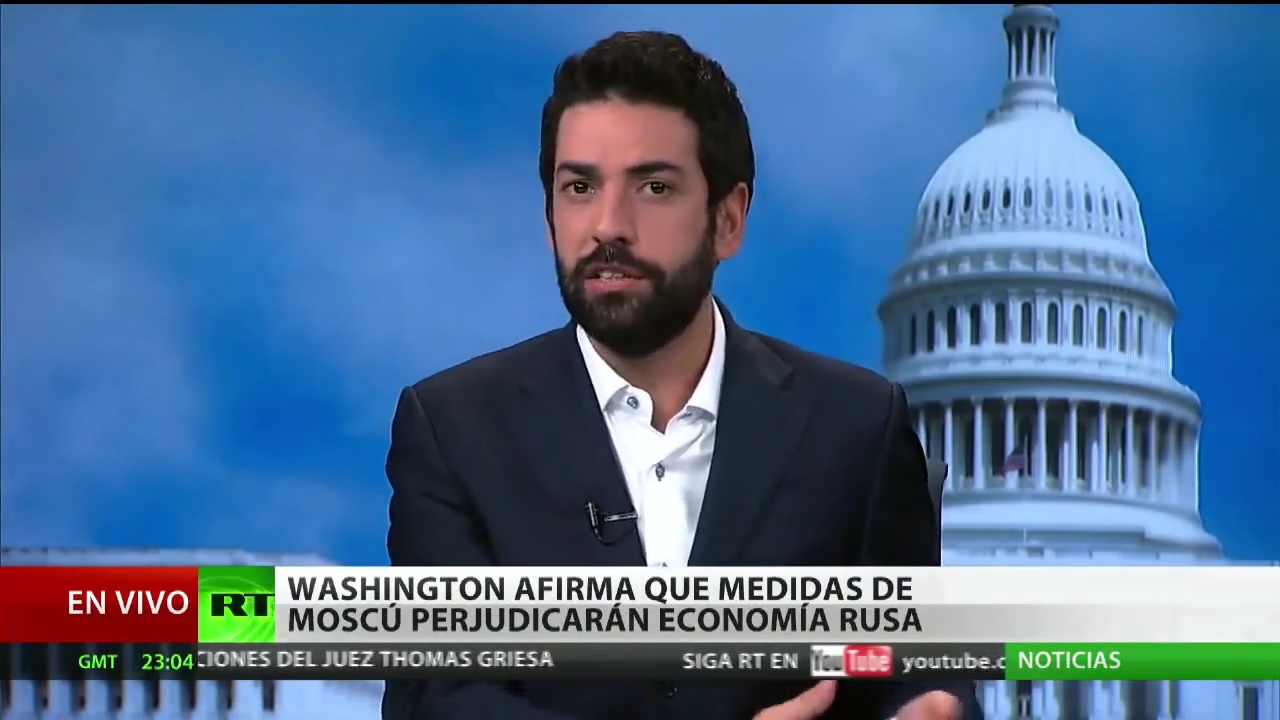 EN VIVO
RT
WASHINGTON AFIRMA QUE MEDIDAS DE
MOSCÚ PERJUDICARÁN ECONOMÍA RUSA
GMT 23:04
CIONES DEL JUEZ THOMAS GRIESA
SIGA RT EN YouTube youtube.c
NOTICIAS